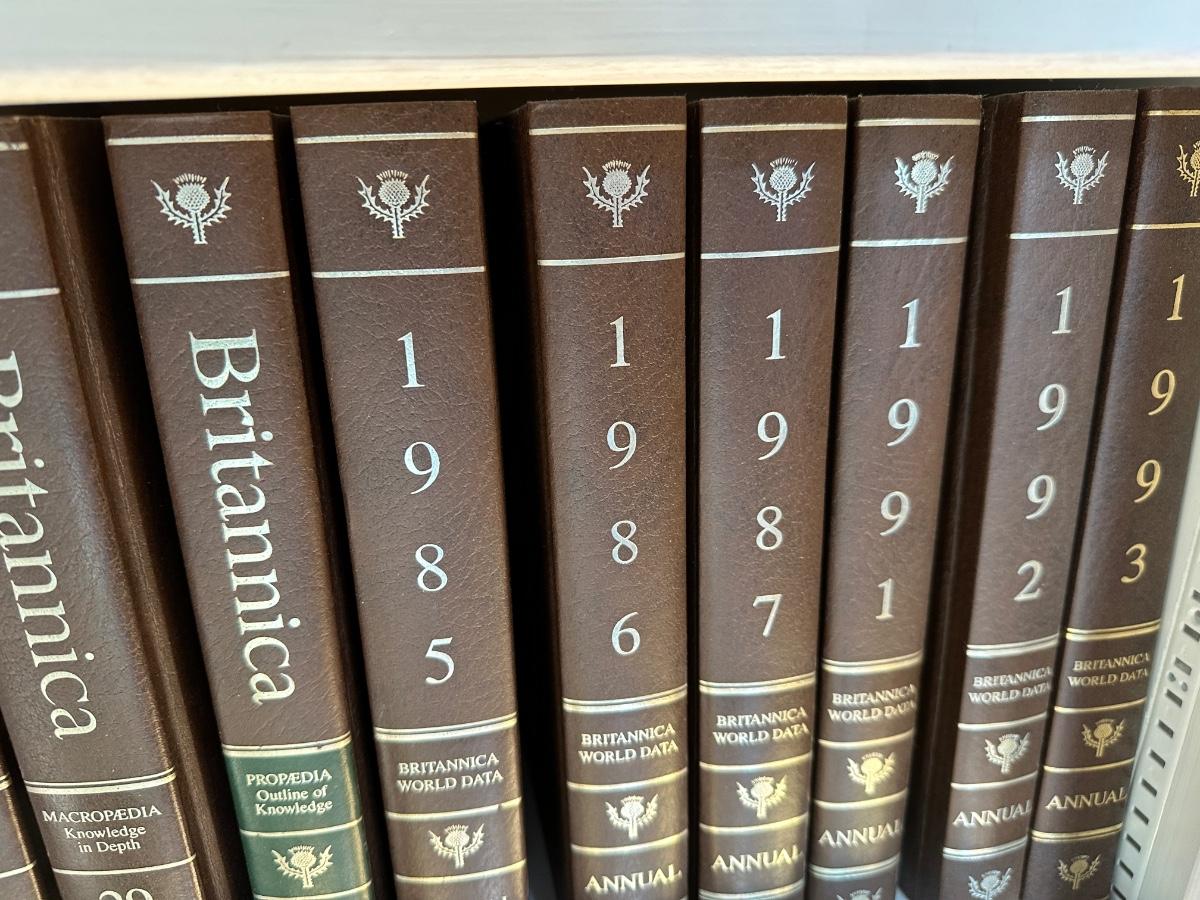 Britannica
MACROPÆDIA
Knowledge
in Depth
29
Britannica
PROPÆDIA
Outline of
Knowledge
1
9
8
5
BRITANNICA
WORLD DATA
1
9
8
6
BRITANNICA
WORLD DATA
ANNUAL
1
9
8
7
BRITANNICA
WORLD DATA
ANNUAL
1
9
9
1
BRITANNICA
WORLD DATA
ANNUAL
1
9
9
2
BRITANNICA
WORLD DATA
ANNUAL
1
9
9
3
BRITANNICA
WORLD DATA
ANNUAL